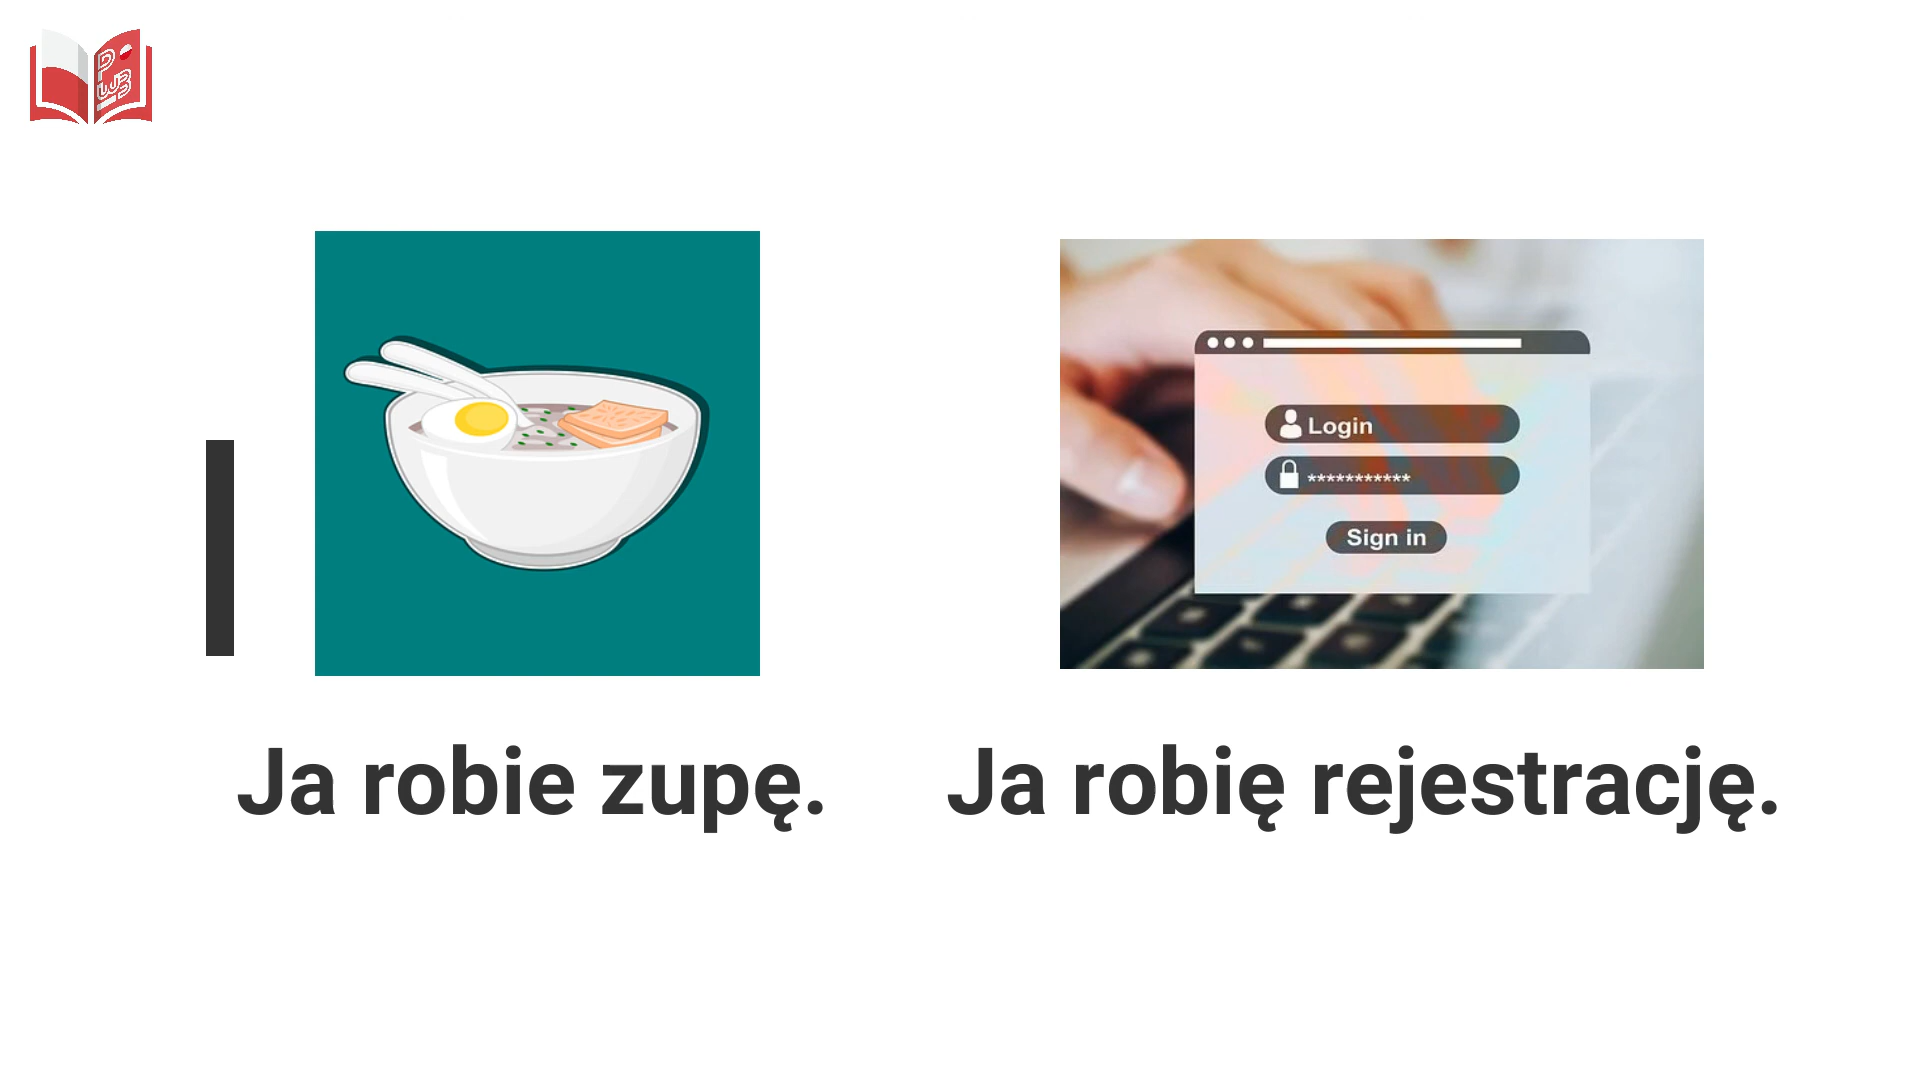 Login
***********
Sign in
Ja robie zupę.
Ja robię rejestrację.